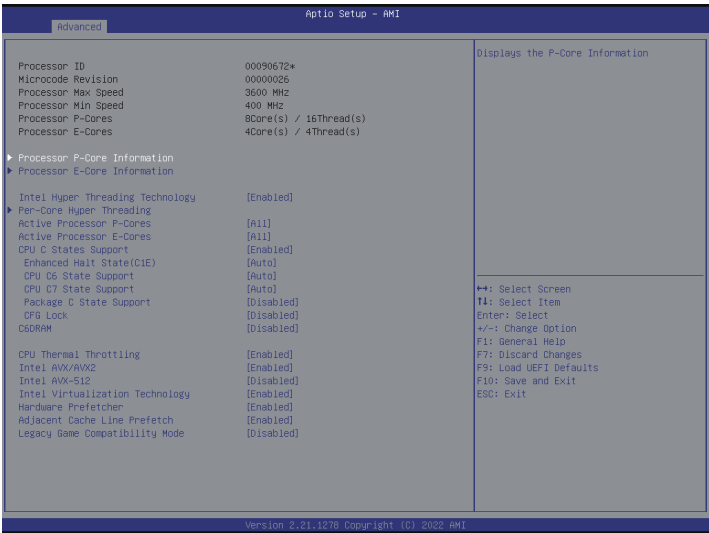 Aptio Setup - AMI
Advanced
Processor ID 00090672*
Microcode Revision 00000026
Processor Max Speed 3600 MHz
Processor Min Speed 400 MHz
Processor P-Cores 8Core(s) / 16Thread(s)
Processor E-Cores 4Core(s) / 4Thread(s)
Processor P-Core Information
Processor E-Core Information
Intel Hyper Threading Technology [Enabled]
Per-Core Hyper Threading
Active Processor P-Cores [All]
Active Processor E-Cores [All]
CPU C States Support [Enabled]
Enhanced Halt State(C1E) [Auto]
CPU C6 State Support [Auto]
CPU C7 State Support [Auto]
Package C State Support [Disabled]
CFG Lock [Disabled]
C6DRAM [Disabled]
CPU Thermal Throttling [Enabled]
Intel AVX/AVX2 [Enabled]
Intel AVX-512 [Disabled]
Intel Virtualization Technology [Enabled]
Hardware Prefetcher [Enabled]
Adjacent Cache Line Prefetch [Enabled]
Legacy Game Compatibility Mode [Disabled]
Displays the P-Core Information
↔: Select Screen
↑↓: Select Item
Enter: Select
+/-: Change Option
F1: General Help
F7: Discard Changes
F9: Load UEFI Defaults
F10: Save and Exit
ESC: Exit
Version 2.21.1278 Copyright (C) 2022 AMI